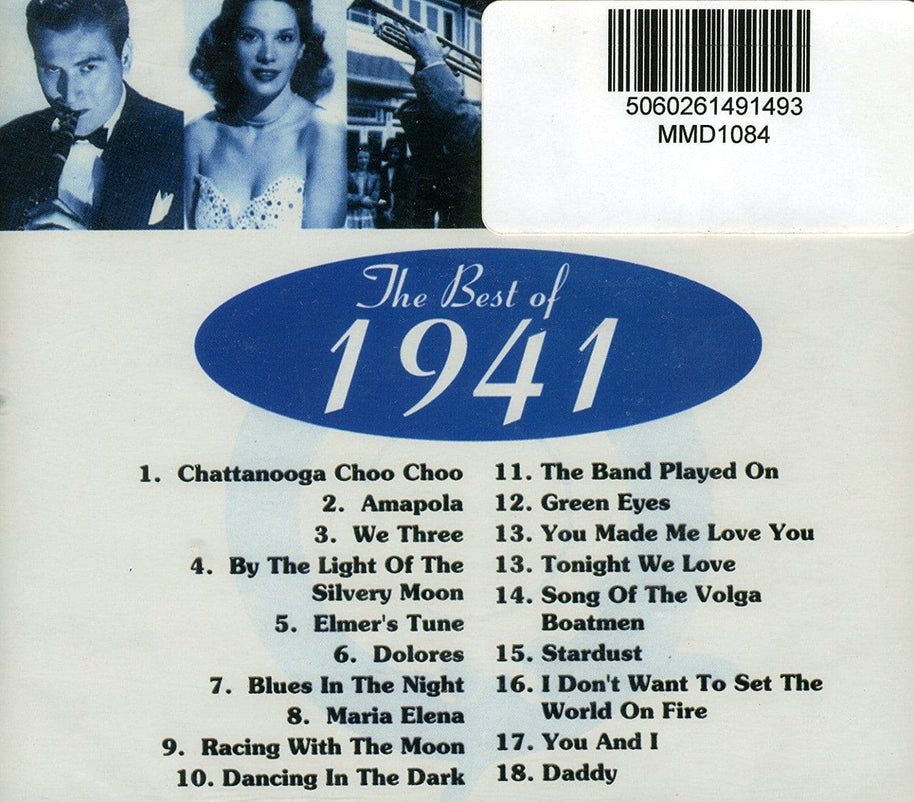 5060261491493
MMD1084
The Best of
1941
1. Chattanooga Choo Choo
2. Amapola
3. We Three
4. By The Light Of The
Silvery Moon
5. Elmer's Tune
6. Dolores
7. Blues In The Night
8. Maria Elena
9. Racing With The Moon
10. Dancing In The Dark
11. The Band Played On
12. Green Eyes
13. You Made Me Love You
13. Tonight We Love
14. Song Of The Volga
Boatmen
15. Stardust
16. I Don't Want To Set The
World On Fire
17. You And I
18. Daddy